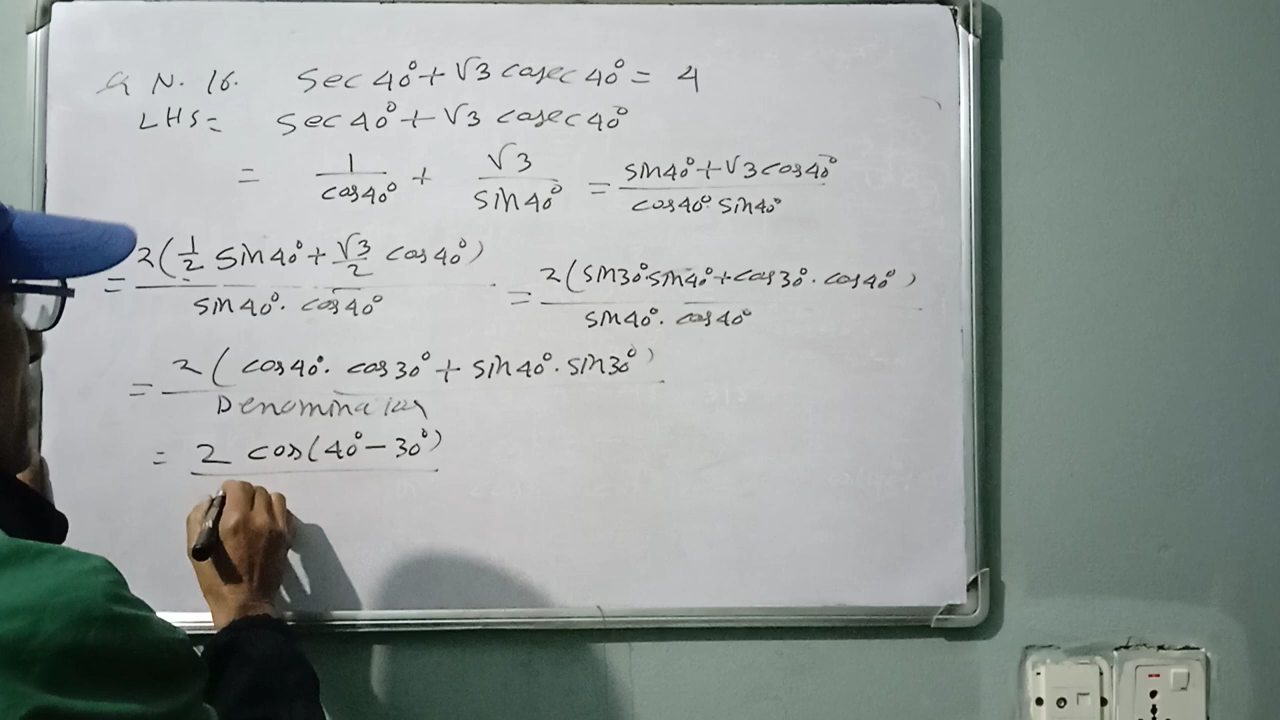 Q N. 16. Sec 40° + √3 cosec 40° = 4
LHS = Sec 40° + √3 cosec 40°
= 1/cos 40° + √3/sin 40° = (sin 40° + √3 cos 40°)/(cos 40° · sin 40°)
= 2(1/2 sin 40° + √3/2 cos 40°)/(sin 40° · cos 40°) = 2(sin 30° sin 40° + cos 30° · cos 40°)/(sin 40° · cos 40°)
= 2(cos 40° · cos 30° + sin 40° · sin 30°)/Denominator
= 2 cos(40° − 30°)